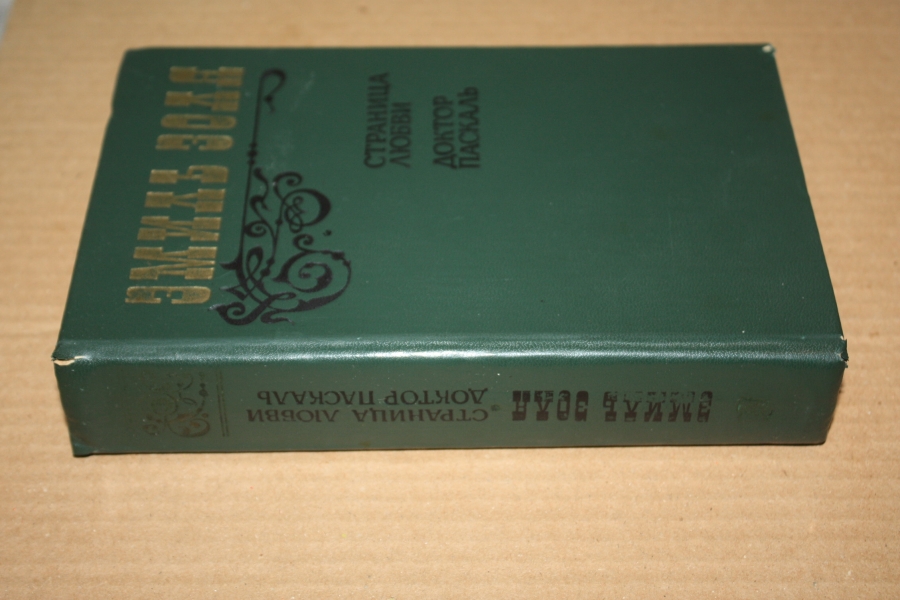 ЭМИЛЬ ЗОЛЯ
СТРАНИЦА
ЛЮБВИ
ДОКТОР
ПАСКАЛЬ
ЭМИЛЬ ЗОЛЯ
СТРАНИЦА ЛЮБВИ
ДОКТОР ПАСКАЛЬ